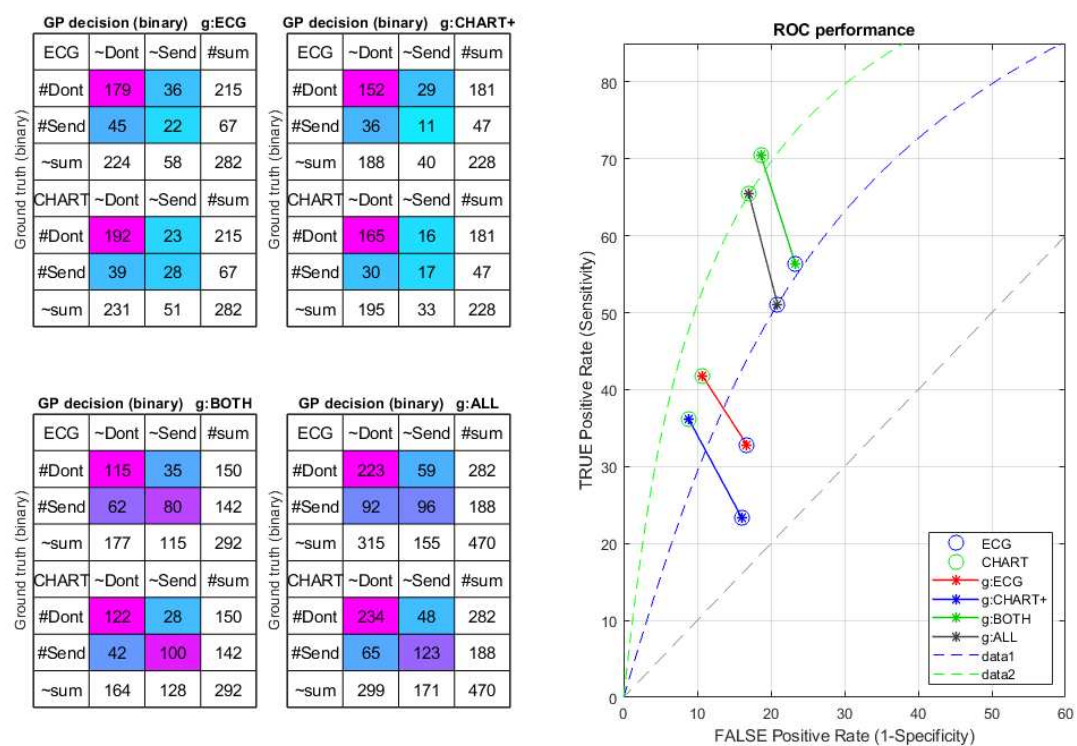 GP decision (binary) g:ECG
Ground truth (binary)
ECG ~Dont ~Send #sum
#Dont 179 36 215
#Send 45 22 67
~sum 224 58 282
CHART ~Dont ~Send #sum
#Dont 192 23 215
#Send 39 28 67
~sum 231 51 282
GP decision (binary) g:CHART+
Ground truth (binary)
ECG ~Dont ~Send #sum
#Dont 152 29 181
#Send 36 11 47
~sum 188 40 228
CHART ~Dont ~Send #sum
#Dont 165 16 181
#Send 30 17 47
~sum 195 33 228
GP decision (binary) g:BOTH
Ground truth (binary)
ECG ~Dont ~Send #sum
#Dont 115 35 150
#Send 62 80 142
~sum 177 115 292
CHART ~Dont ~Send #sum
#Dont 122 28 150
#Send 42 100 142
~sum 164 128 292
GP decision (binary) g:ALL
Ground truth (binary)
ECG ~Dont ~Send #sum
#Dont 223 59 282
#Send 92 96 188
~sum 315 155 470
CHART ~Dont ~Send #sum
#Dont 234 48 282
#Send 65 123 188
~sum 299 171 470
ROC performance
TRUE Positive Rate (Sensitivity)
80
70
60
50
40
30
20
10
0
0 10 20 30 40 50 60
FALSE Positive Rate (1-Specificity)
ECG
CHART
g:ECG
g:CHART+
g:BOTH
g:ALL
data1
data2